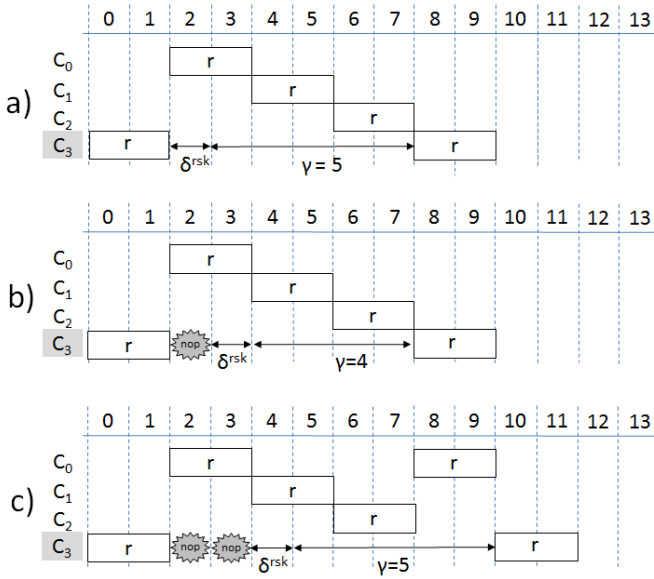 0 1 2 3 4 5 6 7 8 9 10 11 12 13
C0 r
C1 r
a)
C2 r
C3 r δrsk γ = 5 r
0 1 2 3 4 5 6 7 8 9 10 11 12 13
C0 r
C1 r
b)
C2 r
C3 r nop δrsk γ=4 r
0 1 2 3 4 5 6 7 8 9 10 11 12 13
C0 r r
C1 r
c)
C2 r
C3 r nop nop δrsk γ=5 r